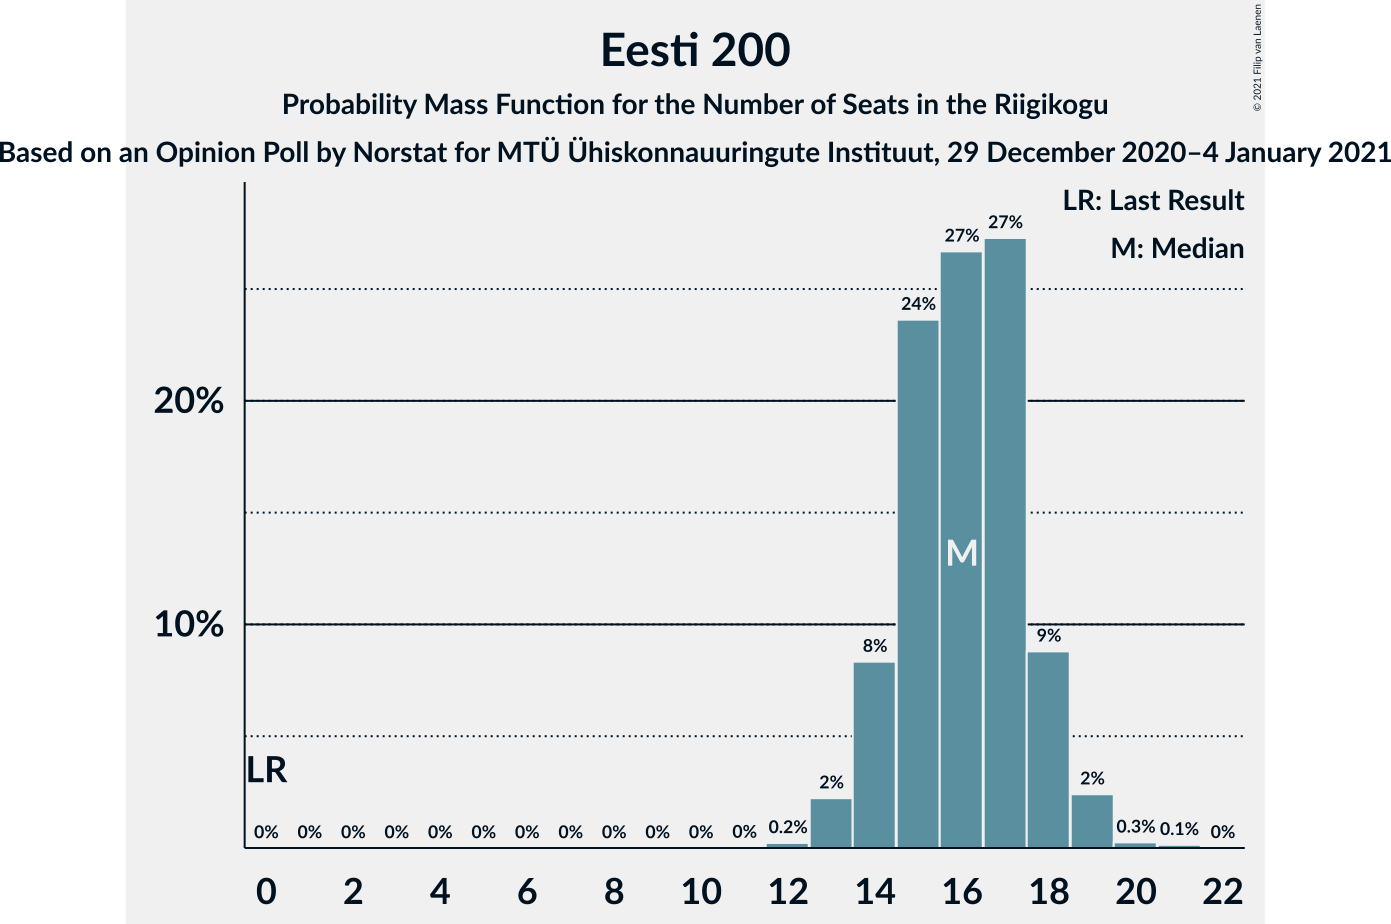 Eesti 200
Probability Mass Function for the Number of Seats in the Riigikogu
Based on an Opinion Poll by Norstat for MTÜ Ühiskonnauuringute Instituut, 29 December 2020–4 January 2021
© 2021 Filip van Laenen
LR: Last Result
M: Median
27% 27%
24%
20%
M
10%
9%
8%
LR
2% 2%
0% 0% 0% 0% 0% 0% 0% 0% 0% 0% 0% 0% 0.2% 0.3% 0.1% 0%
0 2 4 6 8 10 12 14 16 18 20 22